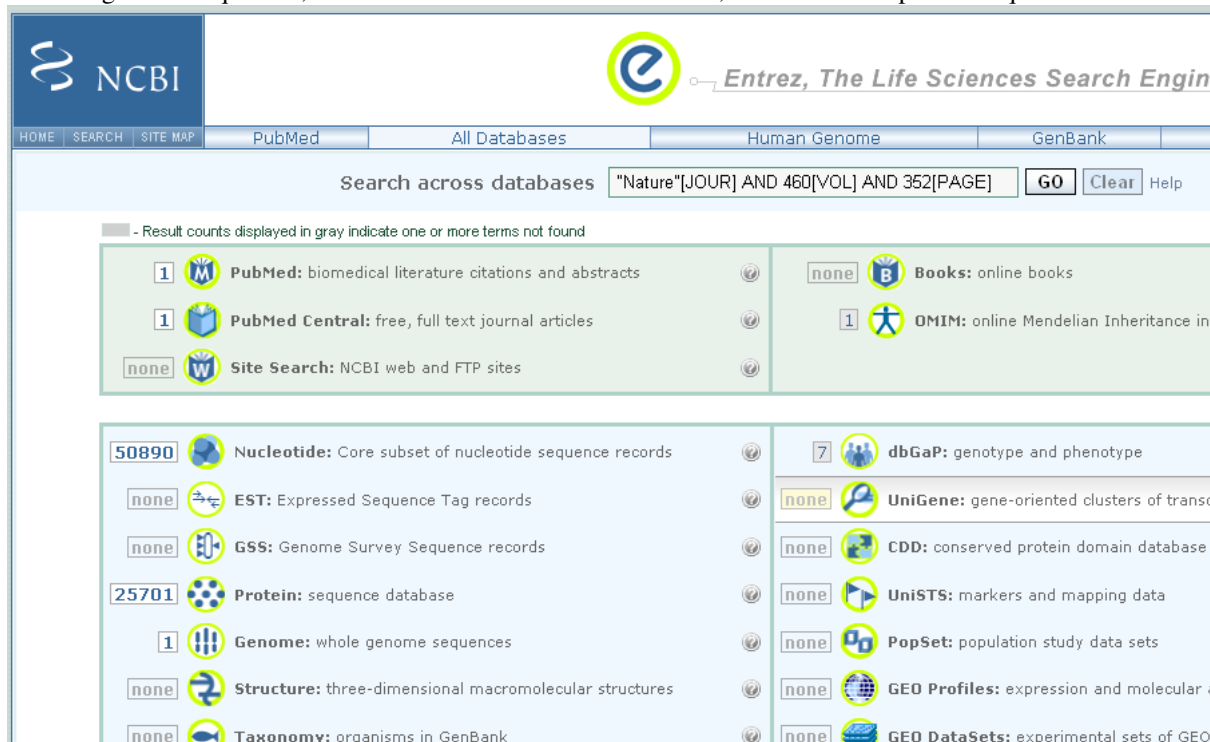 NCBI
Entrez, The Life Sciences Search Engin
HOME SEARCH SITE MAP PubMed All Databases Human Genome GenBank
Search across databases "Nature"[JOUR] AND 460[VOL] AND 352[PAGE] GO Clear Help
- Result counts displayed in gray indicate one or more terms not found
1 PubMed: biomedical literature citations and abstracts
none Books: online books
1 PubMed Central: free, full text journal articles
1 OMIM: online Mendelian Inheritance in
none Site Search: NCBI web and FTP sites
50890 Nucleotide: Core subset of nucleotide sequence records
7 dbGaP: genotype and phenotype
none EST: Expressed Sequence Tag records
none UniGene: gene-oriented clusters of transc
none GSS: Genome Survey Sequence records
none CDD: conserved protein domain database
25701 Protein: sequence database
none UniSTS: markers and mapping data
1 Genome: whole genome sequences
none PopSet: population study data sets
none Structure: three-dimensional macromolecular structures
none GEO Profiles: expression and molecular
none Taxonomy: organisms in GenBank
none GEO DataSets: experimental sets of GEO